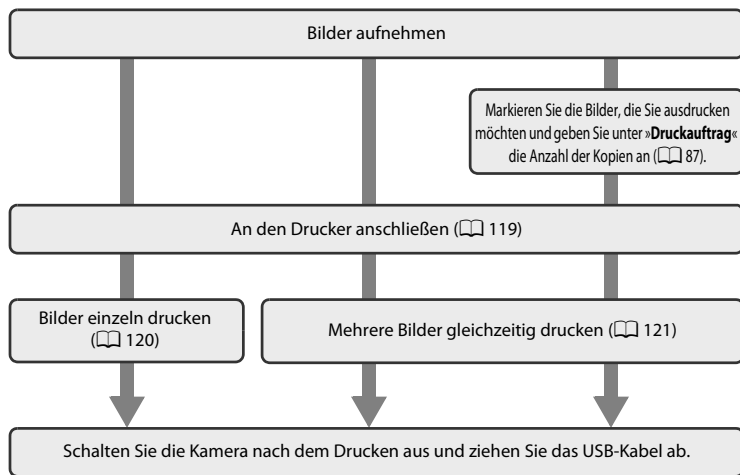 Bilder aufnehmen
Markieren Sie die Bilder, die Sie ausdrucken
möchten und geben Sie unter »Druckauftrag«
die Anzahl der Kopien an (📖 87).
An den Drucker anschließen (📖 119)
Bilder einzeln drucken
(📖 120)
Mehrere Bilder gleichzeitig drucken (📖 121)
Schalten Sie die Kamera nach dem Drucken aus und ziehen Sie das USB-Kabel ab.